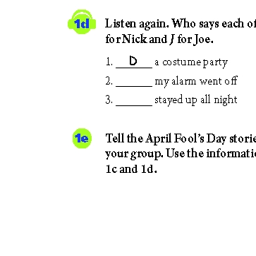 1d Listen again. Who says each of
for Nick and J for Joe.
1. ______ D a costume party
2. ______ my alarm went off
3. ______ stayed up all night
1e Tell the April Fool's Day
your group. Use the
1c and 1d.